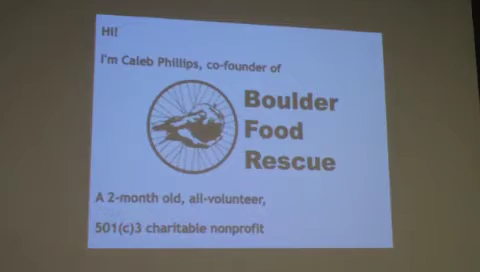 Hi!
I'm Caleb Phillips, co-founder of
Boulder
Food
Rescue
A 2-month old, all-volunteer,
501(c)3 charitable nonprofit